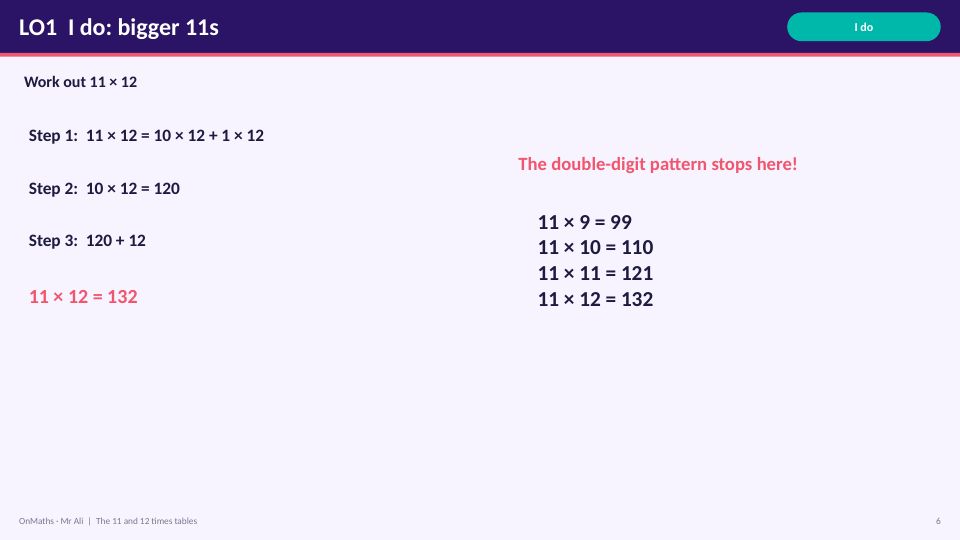 LO1  I do: bigger 11s
I do
Work out 11 × 12
Step 1:  11 × 12 = 10 × 12 + 1 × 12
Step 2:  10 × 12 = 120
Step 3:  120 + 12
11 × 12 = 132
The double-digit pattern stops here!
11 × 9 = 99
11 × 10 = 110
11 × 11 = 121
11 × 12 = 132
OnMaths - Mr Ali  |  The 11 and 12 times tables
6